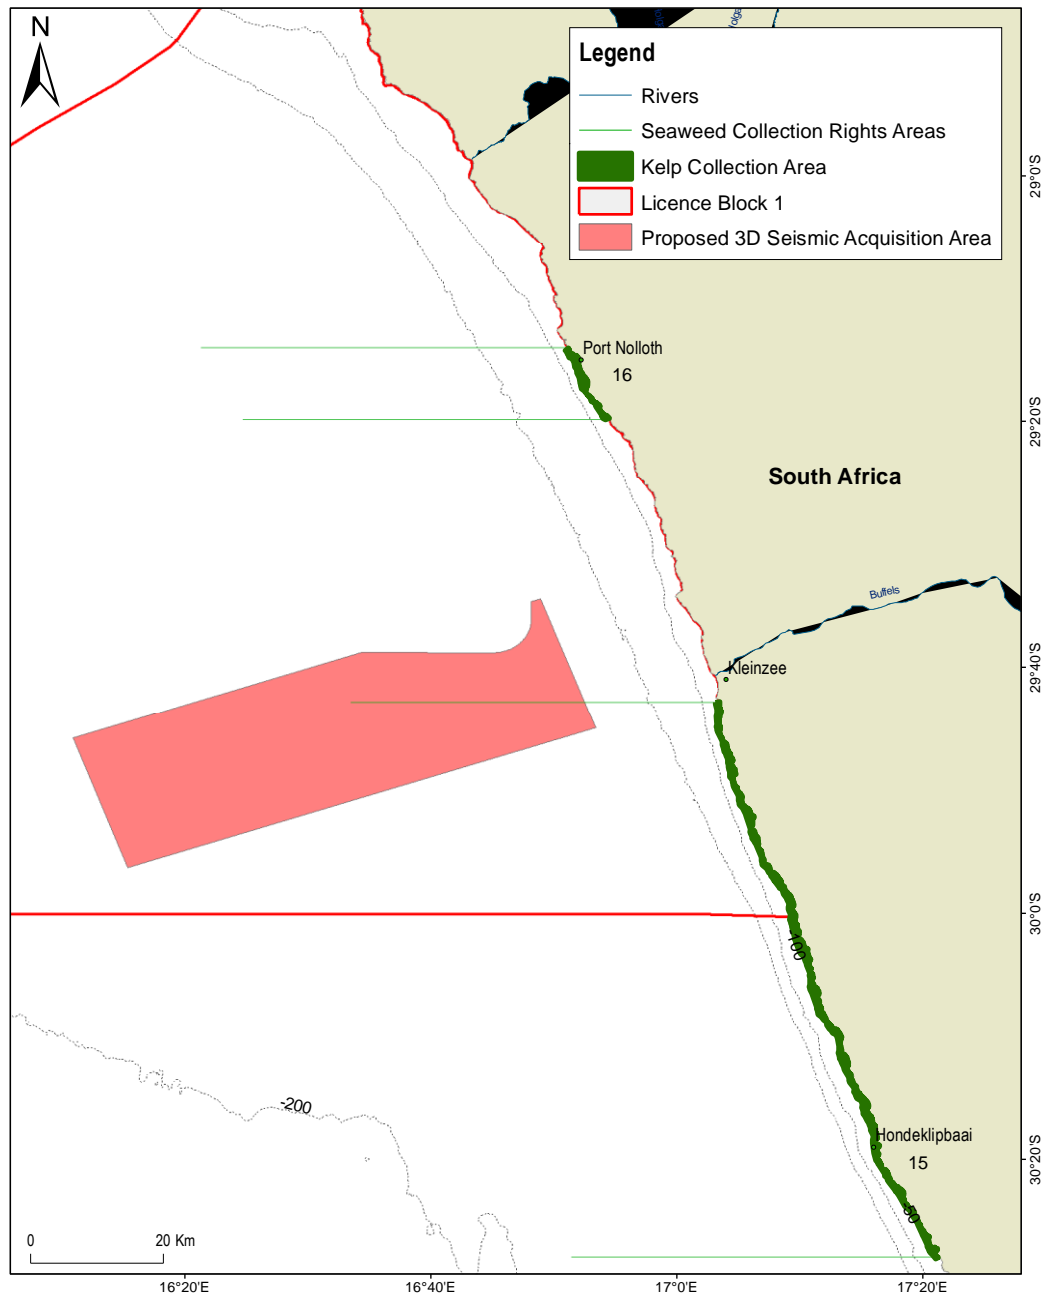 N
Legend
Rivers
Seaweed Collection Rights Areas
Kelp Collection Area
Licence Block 1
Proposed 3D Seismic Acquisition Area
29°0'S
Port Nolloth
16
29°20'S
South Africa
Buffels
29°40'S
Kleinzee
30°0'S
-100
-200
Hondeklipbaai
15
30°20'S
-50
0 20 Km
16°20'E 16°40'E 17°0'E 17°20'E